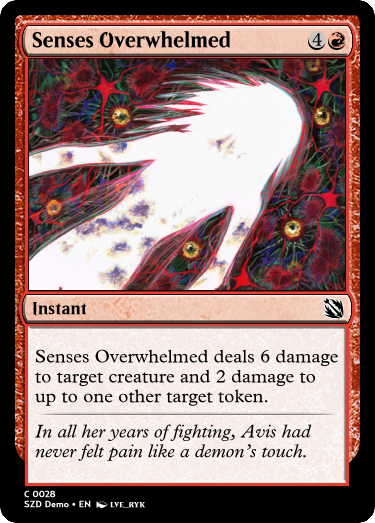 Senses Overwhelmed 4
Instant
Senses Overwhelmed deals 6 damage
to target creature and 2 damage to
up to one other target token.
In all her years of fighting, Avis had
never felt pain like a demon's touch.
C 0028
SZD Demo • EN LVE_RYK